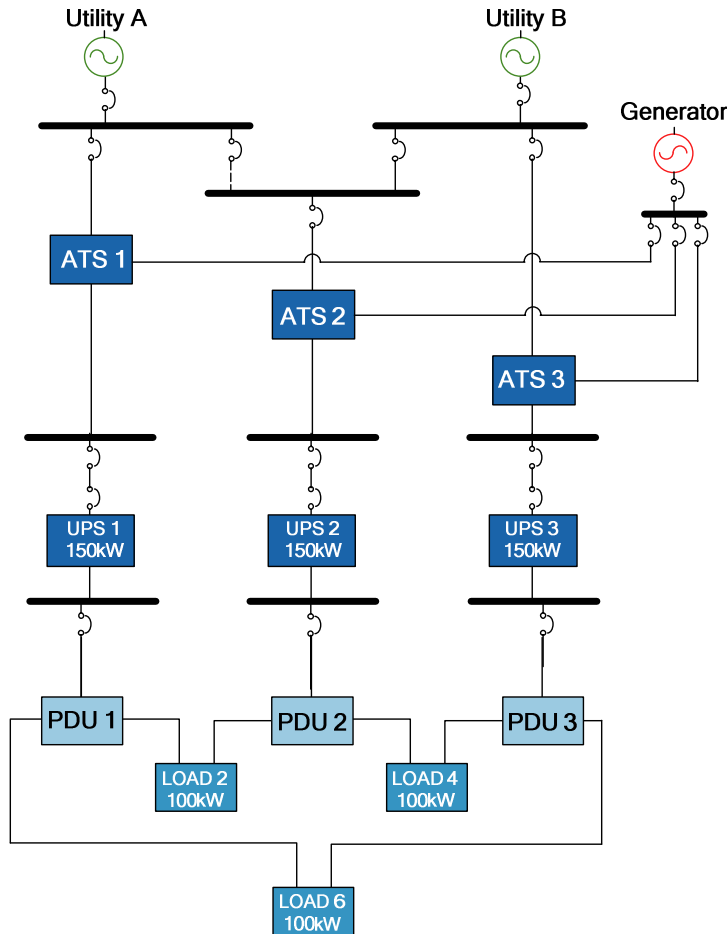 Utility A
Utility B
Generator
ATS 1
ATS 2
ATS 3
UPS 1
150kW
UPS 2
150kW
UPS 3
150kW
PDU 1
PDU 2
PDU 3
LOAD 2
100kW
LOAD 4
100kW
LOAD 6
100kW